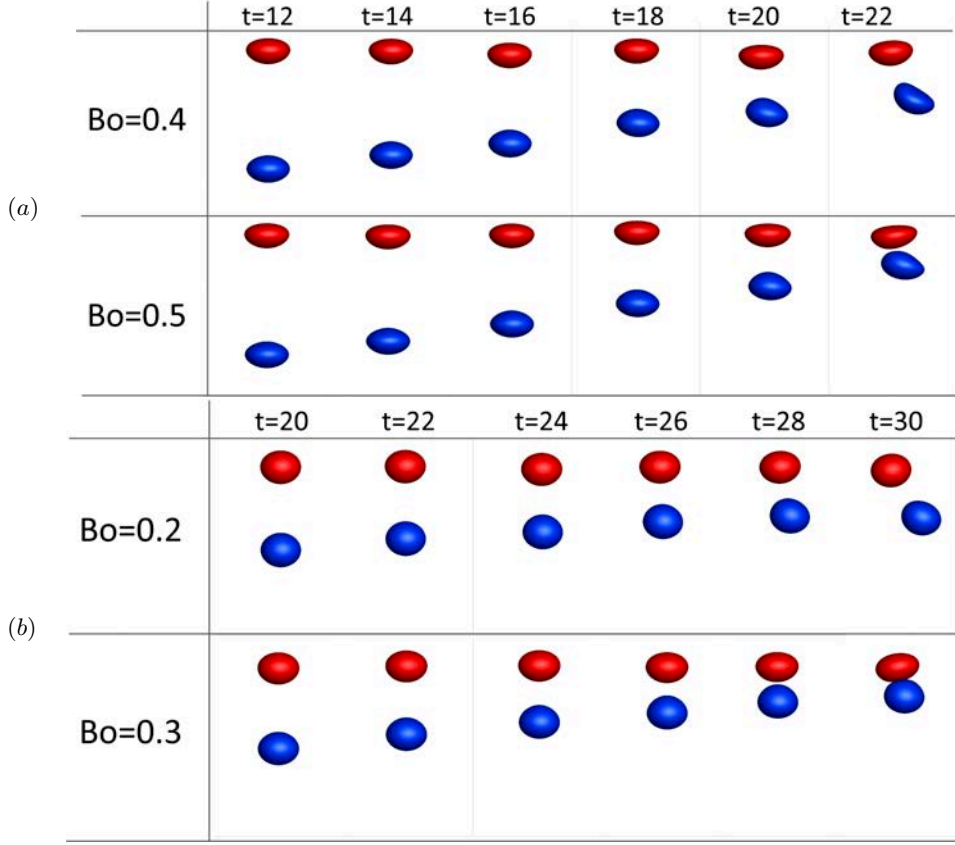 t=12 t=14 t=16 t=18 t=20 t=22
Bo=0.4
(a)
Bo=0.5
t=20 t=22 t=24 t=26 t=28 t=30
Bo=0.2
(b)
Bo=0.3